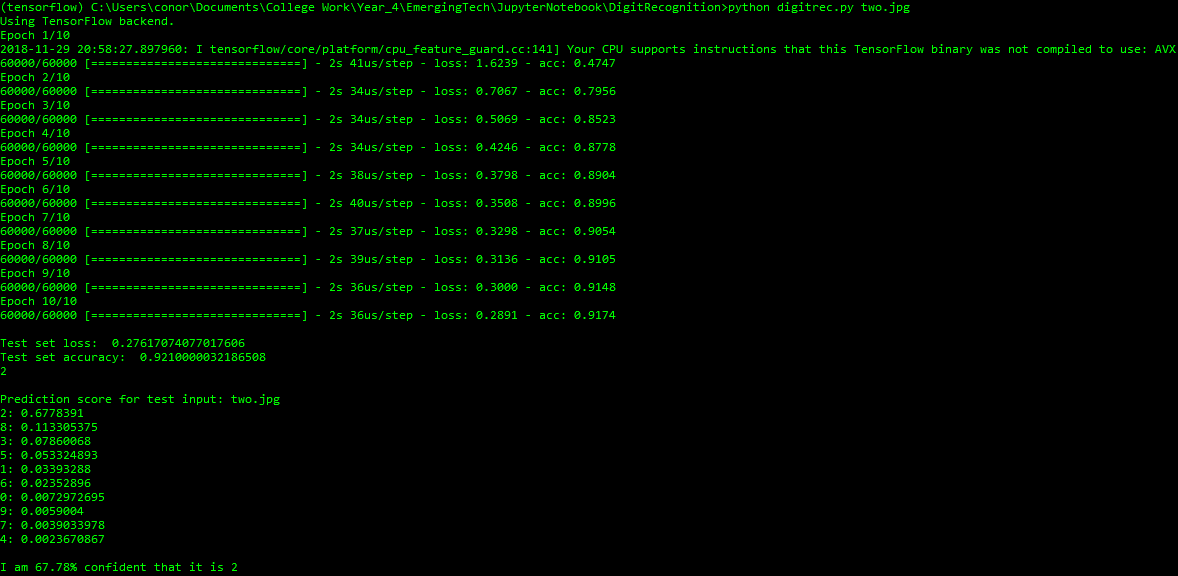 (tensorflow) C:\Users\conor\Documents\College Work\Year_4\EmergingTech\JupyterNotebook\DigitRecognition>python digitrec.py two.jpg
Using TensorFlow backend.
Epoch 1/10
2018-11-29 20:58:27.897960: I tensorflow/core/platform/cpu_feature_guard.cc:141] Your CPU supports instructions that this TensorFlow binary was not compiled to use: AVX
60000/60000 [==============================] - 2s 41us/step - loss: 1.6239 - acc: 0.4747
Epoch 2/10
60000/60000 [==============================] - 2s 34us/step - loss: 0.7067 - acc: 0.7956
Epoch 3/10
60000/60000 [==============================] - 2s 34us/step - loss: 0.5069 - acc: 0.8523
Epoch 4/10
60000/60000 [==============================] - 2s 34us/step - loss: 0.4246 - acc: 0.8778
Epoch 5/10
60000/60000 [==============================] - 2s 38us/step - loss: 0.3798 - acc: 0.8904
Epoch 6/10
60000/60000 [==============================] - 2s 40us/step - loss: 0.3508 - acc: 0.8996
Epoch 7/10
60000/60000 [==============================] - 2s 37us/step - loss: 0.3298 - acc: 0.9054
Epoch 8/10
60000/60000 [==============================] - 2s 39us/step - loss: 0.3136 - acc: 0.9105
Epoch 9/10
60000/60000 [==============================] - 2s 36us/step - loss: 0.3000 - acc: 0.9148
Epoch 10/10
60000/60000 [==============================] - 2s 36us/step - loss: 0.2891 - acc: 0.9174
Test set loss:  0.27617074077017606
Test set accuracy:  0.9210000032186508
2
Prediction score for test input: two.jpg
2: 0.6778391
8: 0.113305375
3: 0.07860068
5: 0.053324893
1: 0.03393288
6: 0.02352896
0: 0.0072972695
9: 0.0059004
7: 0.0039033978
4: 0.0023670867
I am 67.78% confident that it is 2